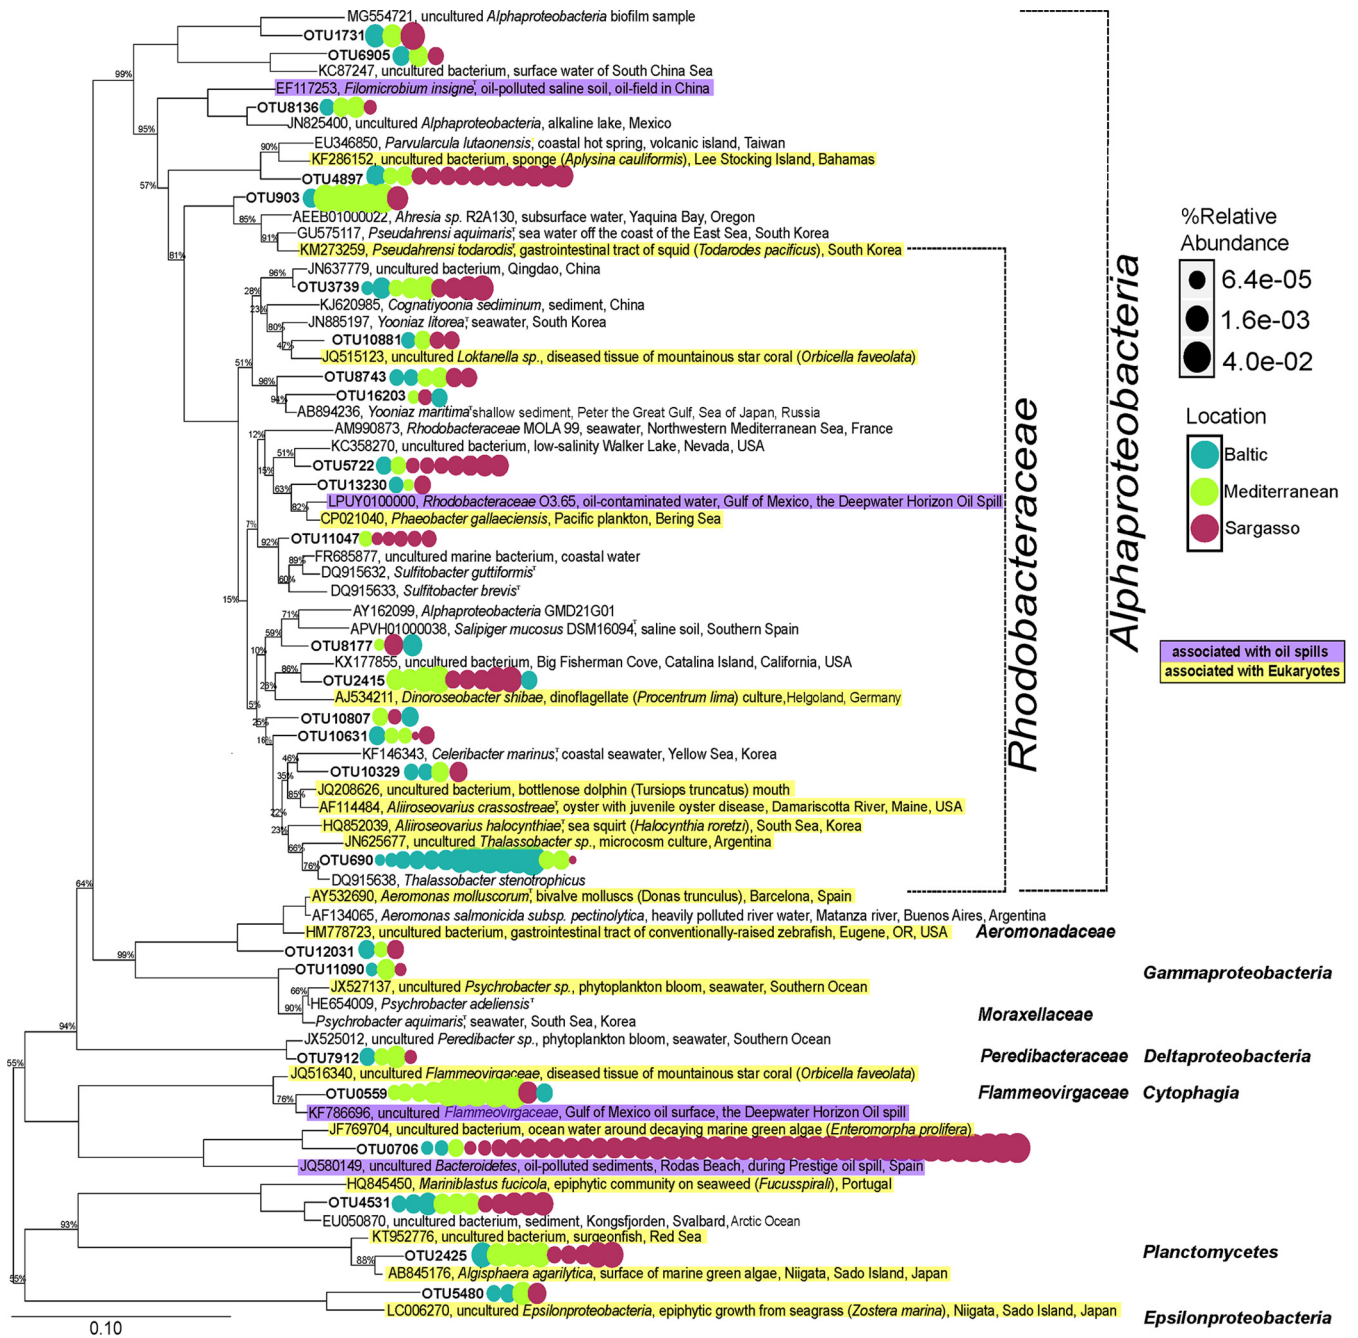 MG554721, uncultured Alphaproteobacteria biofilm sample
OTU1731
OTU6905
KC87247, uncultured bacterium, surface water of South China Sea
99%
EF117253, Filomicrobium insigneᵀ, oil-polluted saline soil, oil-field in China
OTU8136
JN825400, uncultured Alphaproteobacteria, alkaline lake, Mexico
95%
EU346850, Parvularcula lutaonensis, coastal hot spring, volcanic island, Taiwan
90%
KF286152, uncultured bacterium, sponge (Aplysina cauliformis), Lee Stocking Island, Bahamas
OTU4897
57%
OTU903
AEEB01000022, Ahresia sp. R2A130, subsurface water, Yaquina Bay, Oregon
85%
GU575117, Pseudahrensi aquimarisᵀ, sea water off the coast of the East Sea, South Korea
91%
KM273259, Pseudahrensi todarodisᵀ, gastrointestinal tract of squid (Todarodes pacificus), South Korea
81%
JN637779, uncultured bacterium, Qingdao, China
96%
OTU3739
28%
KJ620985, Cognatiyoonia sediminum, sediment, China
23%
JN885197, Yooniaz litoreaᵀ, seawater, South Korea
80%
OTU10881
47%
JQ515123, uncultured Loktanella sp., diseased tissue of mountainous star coral (Orbicella faveolata)
51%
OTU8743
96%
OTU16203
94%
AB894236, Yooniaz maritimaᵀ shallow sediment, Peter the Great Gulf, Sea of Japan, Russia
AM990873, Rhodobacteraceae MOLA 99, seawater, Northwestern Mediterranean Sea, France
12%
KC358270, uncultured bacterium, low-salinity Walker Lake, Nevada, USA
51%
OTU5722
15%
OTU13230
63%
LPUY0100000, Rhodobacteraceae O3.65, oil-contaminated water, Gulf of Mexico, the Deepwater Horizon Oil Spill
82%
CP021040, Phaeobacter gallaeciensis, Pacific plankton, Bering Sea
7%
OTU11047
92%
FR685877, uncultured marine bacterium, coastal water
89%
DQ915632, Sulfitobacter guttiformisᵀ
60%
DQ915633, Sulfitobacter brevisᵀ
15%
AY162099, Alphaproteobacteria GMD21G01
71%
APVH01000038, Salipiger mucosus DSM16094ᵀ, saline soil, Southern Spain
59%
OTU8177
10%
KX177855, uncultured bacterium, Big Fisherman Cove, Catalina Island, California, USA
86%
OTU2415
26%
AJ534211, Dinoroseobacter shibae, dinoflagellate (Procentrum lima) culture, Helgoland, Germany
5%
OTU10807
25%
OTU10631
16%
KF146343, Celeribacter marinusᵀ, coastal seawater, Yellow Sea, Korea
46%
OTU10329
35%
JQ208626, uncultured bacterium, bottlenose dolphin (Tursiops truncatus) mouth
85%
AF114484, Aliiroseovarius crassostreaeᵀ, oyster with juvenile oyster disease, Damariscotta River, Maine, USA
22%
HQ852039, Aliiroseovarius halocynthiaeᵀ, sea squirt (Halocynthia roretzi), South Sea, Korea
23%
JN625677, uncultured Thalassobacter sp., microcosm culture, Argentina
66%
OTU690
76%
DQ915638, Thalassobacter stenotrophicus
64%
AY532690, Aeromonas molluscorumᵀ, bivalve molluscs (Donas trunculus), Barcelona, Spain
AF134065, Aeromonas salmonicida subsp. pectinolytica, heavily polluted river water, Matanza river, Buenos Aires, Argentina
HM778723, uncultured bacterium, gastrointestinal tract of conventionally-raised zebrafish, Eugene, OR, USA
Aeromonadaceae
OTU12031
99%
OTU11090
Gammaproteobacteria
JX527137, uncultured Psychrobacter sp., phytoplankton bloom, seawater, Southern Ocean
66%
HE654009, Psychrobacter adeliensisᵀ
90%
Psychrobacter aquimarisᵀ, seawater, South Sea, Korea
Moraxellaceae
94%
JX525012, uncultured Peredibacter sp., phytoplankton bloom, seawater, Southern Ocean
OTU7912
Peredibacteraceae
Deltaproteobacteria
55%
JQ516340, uncultured Flammeovirgaceae, diseased tissue of mountainous star coral (Orbicella faveolata)
OTU0559
Flammeovirgaceae
Cytophagia
76%
KF786696, uncultured Flammeovirgaceae, Gulf of Mexico oil surface, the Deepwater Horizon Oil spill
JF769704, uncultured bacterium, ocean water around decaying marine green algae (Enteromorpha prolifera)
OTU0706
JQ580149, uncultured Bacteroidetes, oil-polluted sediments, Rodas Beach, during Prestige oil spill, Spain
HQ845450, Mariniblastus fucicola, epiphytic community on seaweed (Fucusspirali), Portugal
OTU4531
EU050870, uncultured bacterium, sediment, Kongsfjorden, Svalbard, Arctic Ocean
93%
KT952776, uncultured bacterium, surgeonfish, Red Sea
OTU2425
Planctomycetes
88%
AB845176, Algisphaera agarilytica, surface of marine green algae, Niigata, Sado Island, Japan
55%
OTU5480
LC006270, uncultured Epsilonproteobacteria, epiphytic growth from seagrass (Zostera marina), Niigata, Sado Island, Japan
Epsilonproteobacteria
0.10
Rhodobacteraceae
Alphaproteobacteria
%Relative
Abundance
6.4e-05
1.6e-03
4.0e-02
Location
Baltic
Mediterranean
Sargasso
associated with oil spills
associated with Eukaryotes